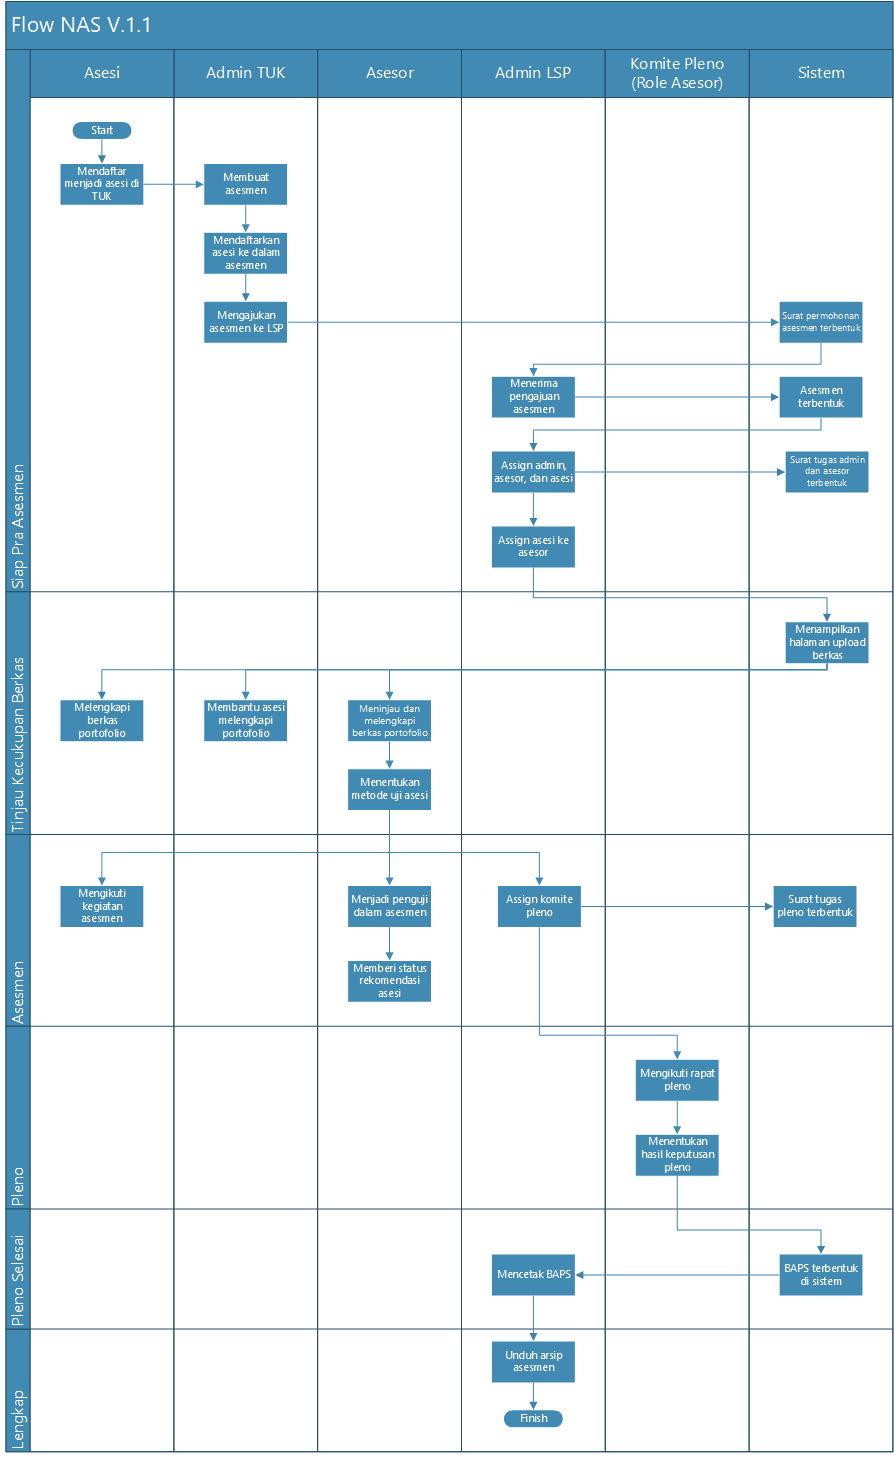 Flow NAS V.1.1
Asesi
Admin TUK
Asesor
Admin LSP
Komite Pleno
(Role Asesor)
Sistem
Siap Pra Asesmen
Start
Mendaftar
menjadi asesi di
TUK
Membuat
asesmen
Mendaftarkan
asesi ke dalam
asesmen
Mengajukan
asesmen ke LSP
Surat permohonan
asesmen terbentuk
Menerima
pengajuan
asesmen
Asesmen
terbentuk
Assign admin,
asesor, dan asesi
Surat tugas admin
dan asesor
terbentuk
Assign asesi ke
asesor
Tinjau Kecukupan Berkas
Menampilkan
halaman upload
berkas
Melengkapi
berkas
portofolio
Membantu asesi
melengkapi
portofolio
Meninjau dan
melengkapi
berkas portofolio
Menentukan
metode uji asesi
Asesmen
Mengikuti
kegiatan
asesmen
Menjadi penguji
dalam asesmen
Assign komite
pleno
Surat tugas
pleno terbentuk
Memberi status
rekomendasi
asesi
Pleno
Mengikuti rapat
pleno
Menentukan
hasil keputusan
pleno
Pleno Selesai
Mencetak BAPS
BAPS terbentuk
di sistem
Lengkap
Unduh arsip
asesmen
Finish